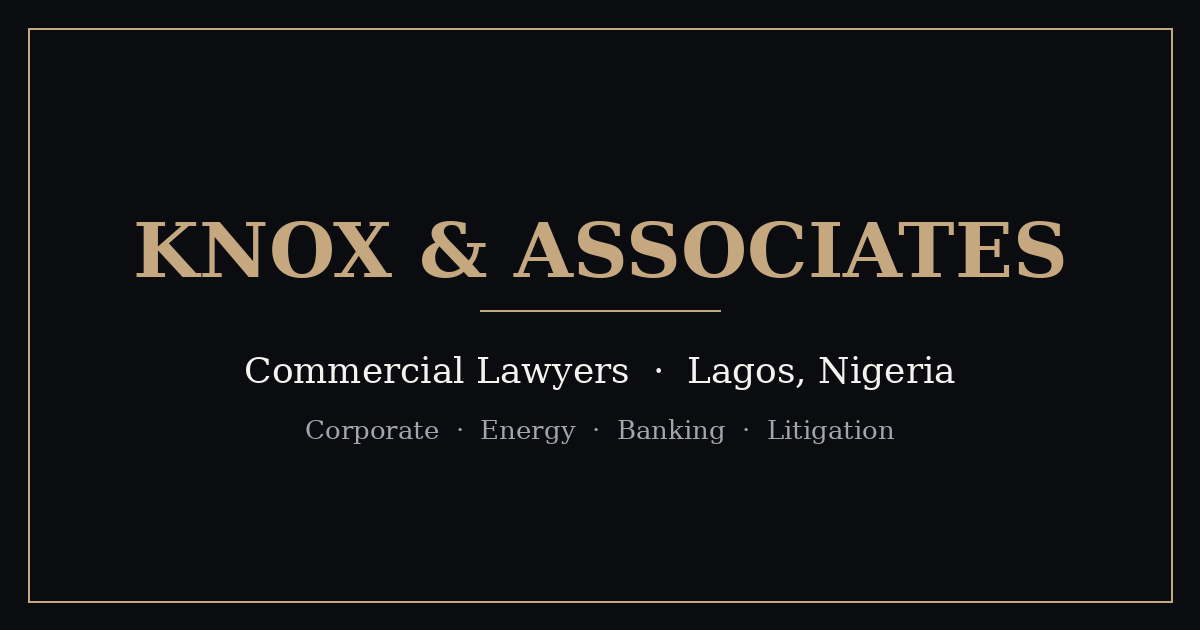 KNOX & ASSOCIATES
Commercial Lawyers · Lagos, Nigeria
Corporate · Energy · Banking · Litigation